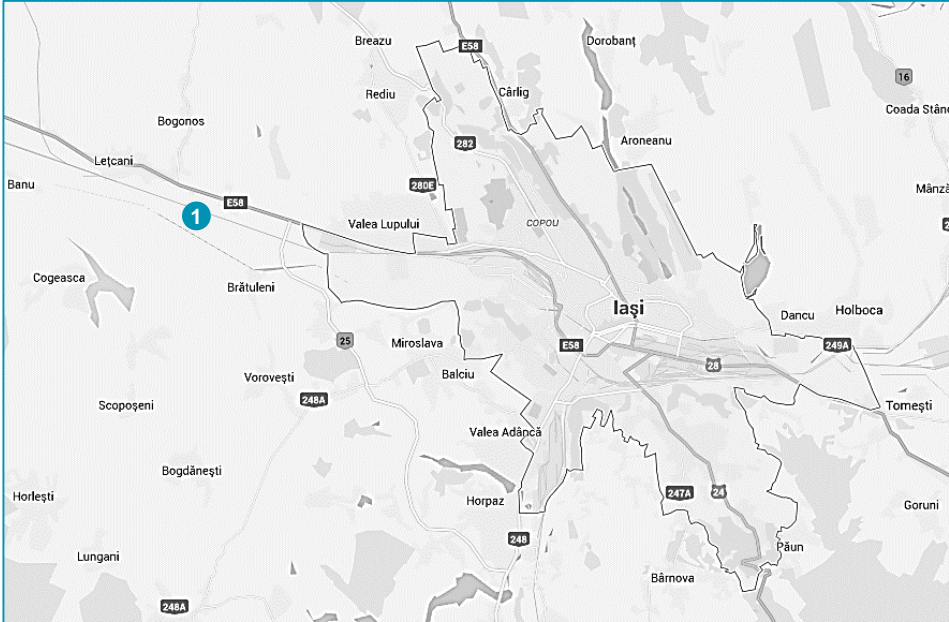 Breazu
E58
Dorobanț
Rediu
Cârlig
16
Coada Stânc
Bogonos
282
Aroneanu
Lețcani
Banu
280E
Mânză
E58
1
Valea Lupului
COPOU
Cogeasca
Brătuleni
Iași
Dancu
Holboca
25
Miroslava
E58
249A
Vorovești
Balciu
28
248A
Scopoșeni
Tomești
Valea Adâncă
Bogdănești
Horlești
Horpaz
247A
24
Goruni
248
Lungani
Păun
Bârnova
248A